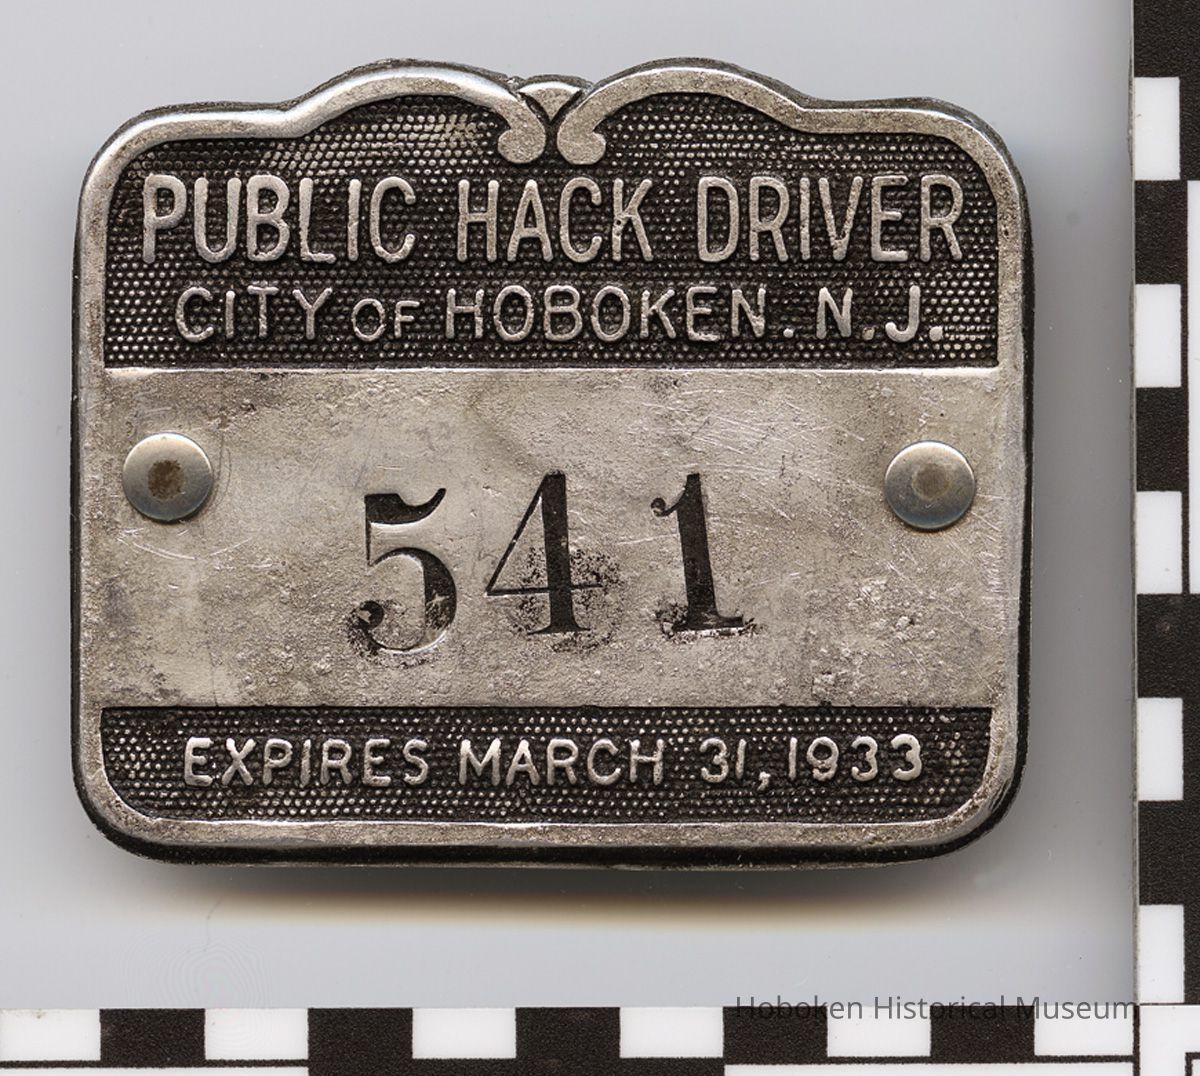 PUBLIC HACK DRIVER
CITY OF HOBOKEN. N.J.
541
EXPIRES MARCH 31, 1933
Hoboken Historical Museum